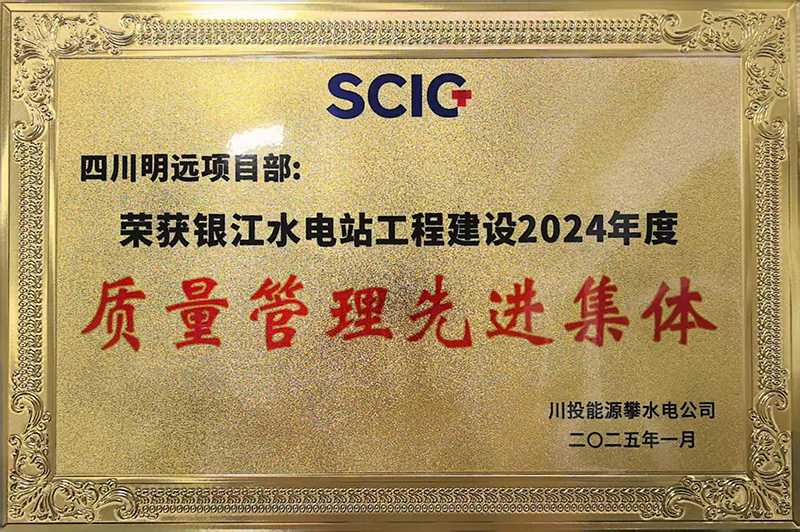 SCIG
四川明远项目部:
荣获银江水电站工程建设2024年度
质量管理先进集体
川投能源攀水电公司
二〇二五年一月